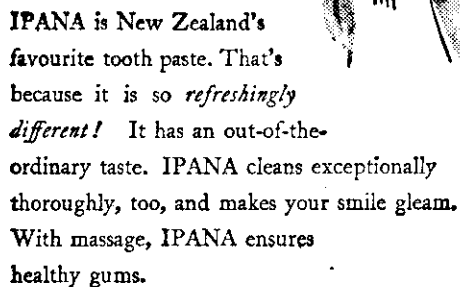 IPANA is New Zealand's
favourite tooth paste. That's
because it is so refreshingly
different! It has an out-of-the-
ordinary taste. IPANA cleans exceptionally
thoroughly, too, and makes your smile gleam.
With massage, IPANA ensures
healthy gums.